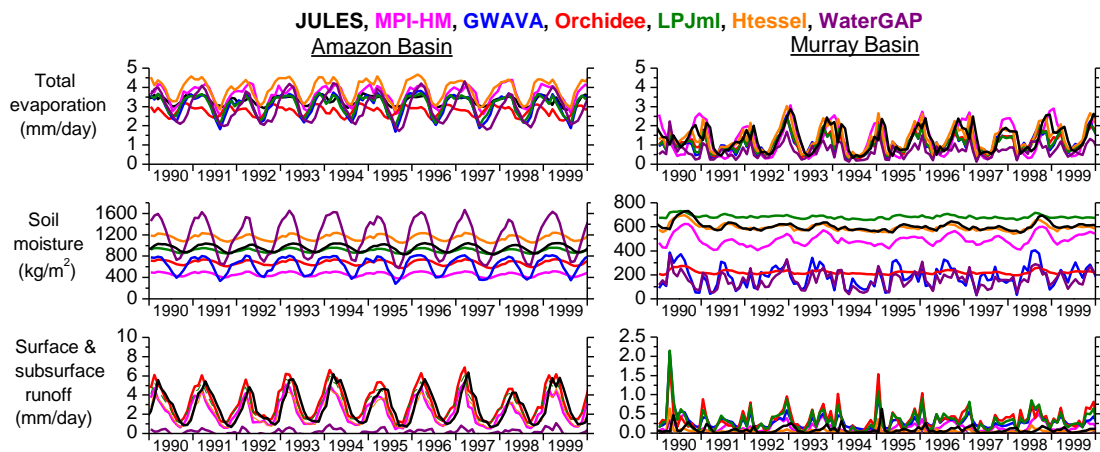 JULES, MPI-HM, GWAVA, Orchidee, LPJml, Htessel, WaterGAP
Amazon Basin
Murray Basin
Total
evaporation
(mm/day)
5
4
3
2
1
0
1990 1991 1992 1993 1994 1995 1996 1997 1998 1999
5
4
3
2
1
0
1990 1991 1992 1993 1994 1995 1996 1997 1998 1999
Soil
moisture
(kg/m²)
1600
1200
800
400
0
1990 1991 1992 1993 1994 1995 1996 1997 1998 1999
800
600
400
200
0
1990 1991 1992 1993 1994 1995 1996 1997 1998 1999
Surface &
subsurface
runoff
(mm/day)
10
8
6
4
2
0
1990 1991 1992 1993 1994 1995 1996 1997 1998 1999
2.5
2.0
1.5
1.0
0.5
0.0
1990 1991 1992 1993 1994 1995 1996 1997 1998 1999